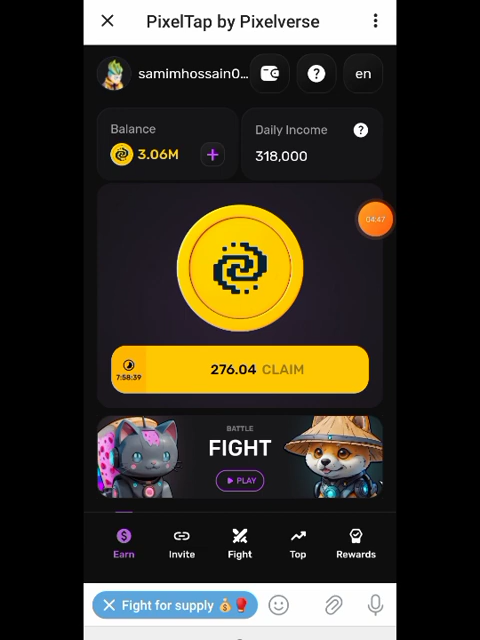 PixelTap by Pixelverse
samimhossain0...
en
Balance
3.06M
Daily Income
318,000
04:47
7:58:39
276.04 CLAIM
BATTLE
FIGHT
PLAY
Earn
Invite
Fight
Top
Rewards
Fight for supply 💰🥊